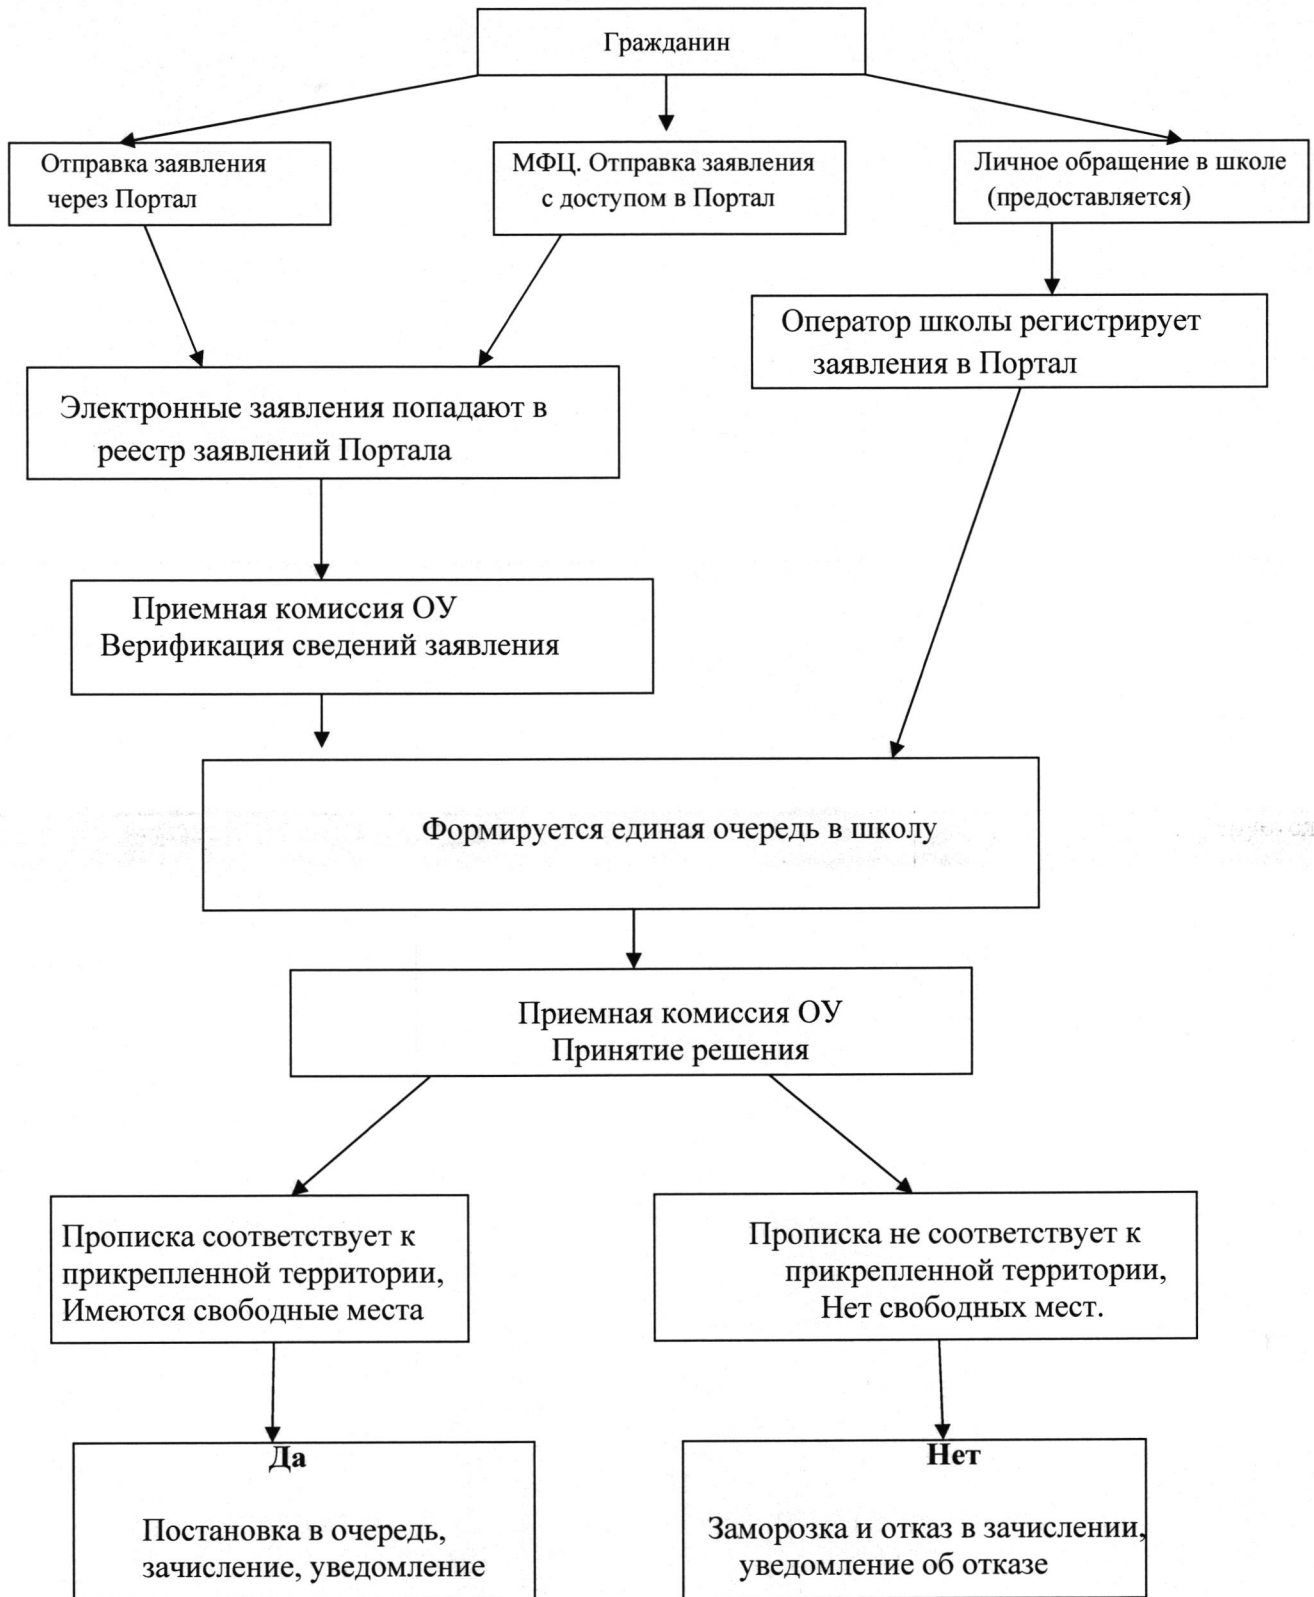 Гражданин
Отправка заявления
через Портал
МФЦ. Отправка заявления
с доступом в Портал
Личное обращение в школе
(предоставляется)
Оператор школы регистрирует
заявления в Портал
Электронные заявления попадают в
реестр заявлений Портала
Приемная комиссия ОУ
Верификация сведений заявления
Формируется единая очередь в школу
Приемная комиссия ОУ
Принятие решения
Прописка соответствует к
прикрепленной территории,
Имеются свободные места
Прописка не соответствует к
прикрепленной территории,
Нет свободных мест.
Да
Постановка в очередь,
зачисление, уведомление
Нет
Заморозка и отказ в зачислении,
уведомление об отказе